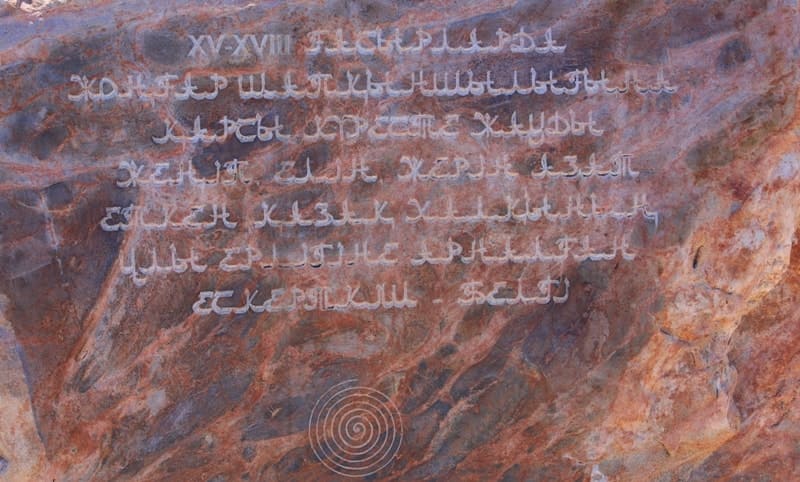 XV-XVIII ҒАСЫРЛАРДА
ЖОҢҒАР ШАПҚЫНШЫЛЫҒЫНА
ҚАРСЫ КҮРЕСТЕ ЖАУДЫ
ЖЕҢІП, ЕЛІН, ЖЕРІН АЗАТ
ЕТКЕН ҚАЗАҚ ХАЛҚЫНЫҢ
ҰЛЫ ЕРЛІГІНЕ АРНАЛҒАН
ЕСКЕРТКІШ - БЕЛГІ